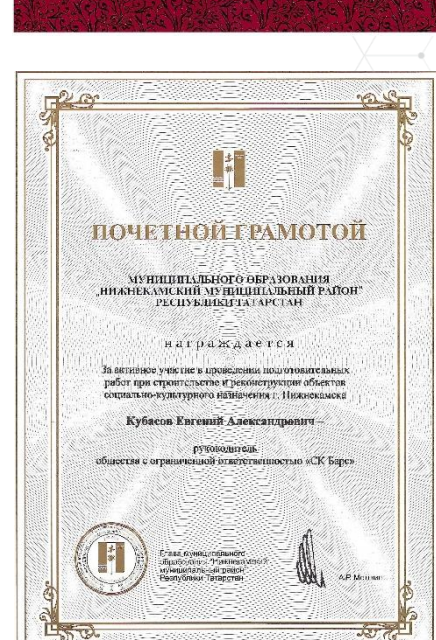 ПОЧЕТНОЙ ГРАМОТОЙ
МУНИЦИПАЛЬНОГО ОБРАЗОВАНИЯ
„НИЖНЕКАМСКИЙ МУНИЦИПАЛЬНЫЙ РАЙОН"
РЕСПУБЛИКИ ТАТАРСТАН
награждается
За активное участие в проведении подготовительных
работ при строительстве и реконструкции объектов
социально-культурного назначения г. Нижнекамска
Кубасов Евгений Александрович –
руководитель
общества с ограниченной ответственностью «СК Барс»
Глава муниципального
образования "Нижнекамский
муниципальный район"
Республики Татарстан
А.Р.